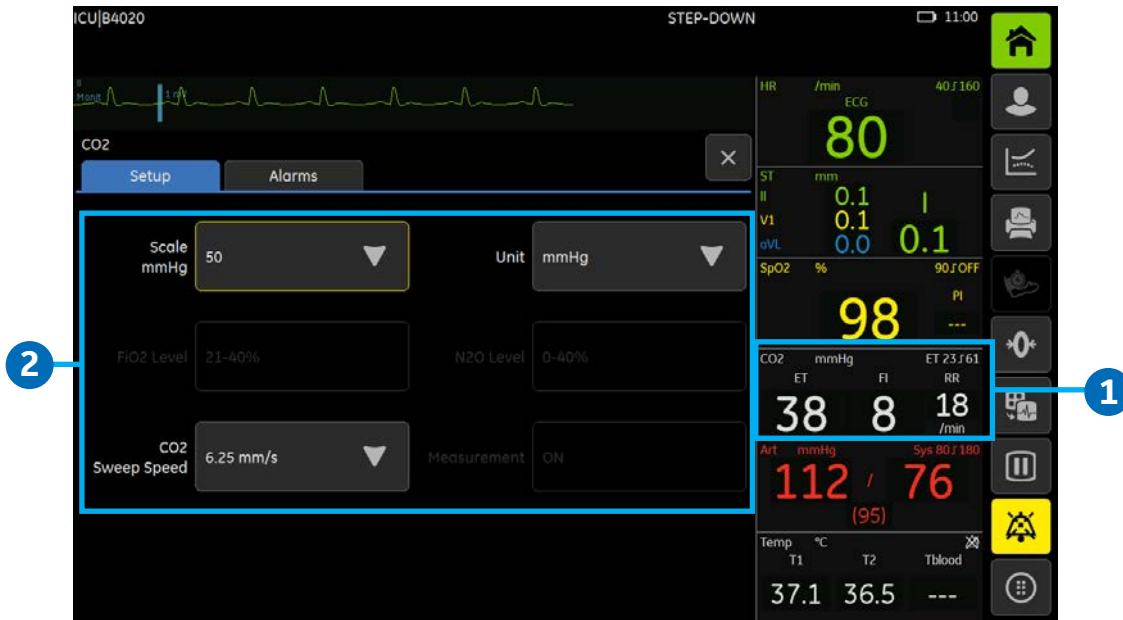 ICU|B4020 STEP-DOWN 11:00
II
Monit 1 mV
CO2
Setup Alarms
Scale mmHg 50 Unit mmHg
FiO2 Level 21-40% N2O Level 0-40%
CO2 Sweep Speed 6.25 mm/s Measurement ON
2
HR /min 40 160
ECG
80
ST mm
II 0.1 I
V1 0.1 0.1
aVL 0.0
SpO2 % 90 OFF
PI
98 ---
CO2 mmHg ET 23 61
ET FI RR
38 8 18
/min
1
Art mmHg Sys 80 180
112 / 76
(95)
Temp °C
T1 T2 Tblood
37.1 36.5 ---